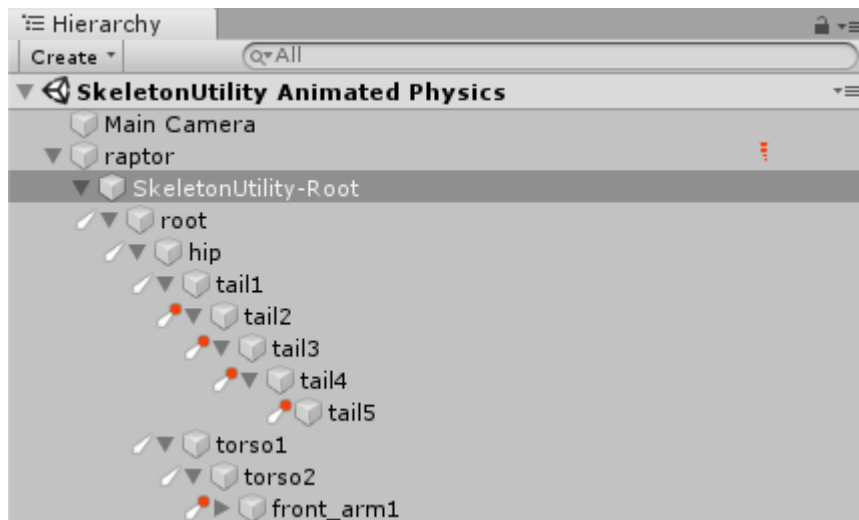 Hierarchy
Create All
SkeletonUtility Animated Physics
Main Camera
raptor
SkeletonUtility-Root
root
hip
tail1
tail2
tail3
tail4
tail5
torso1
torso2
front_arm1